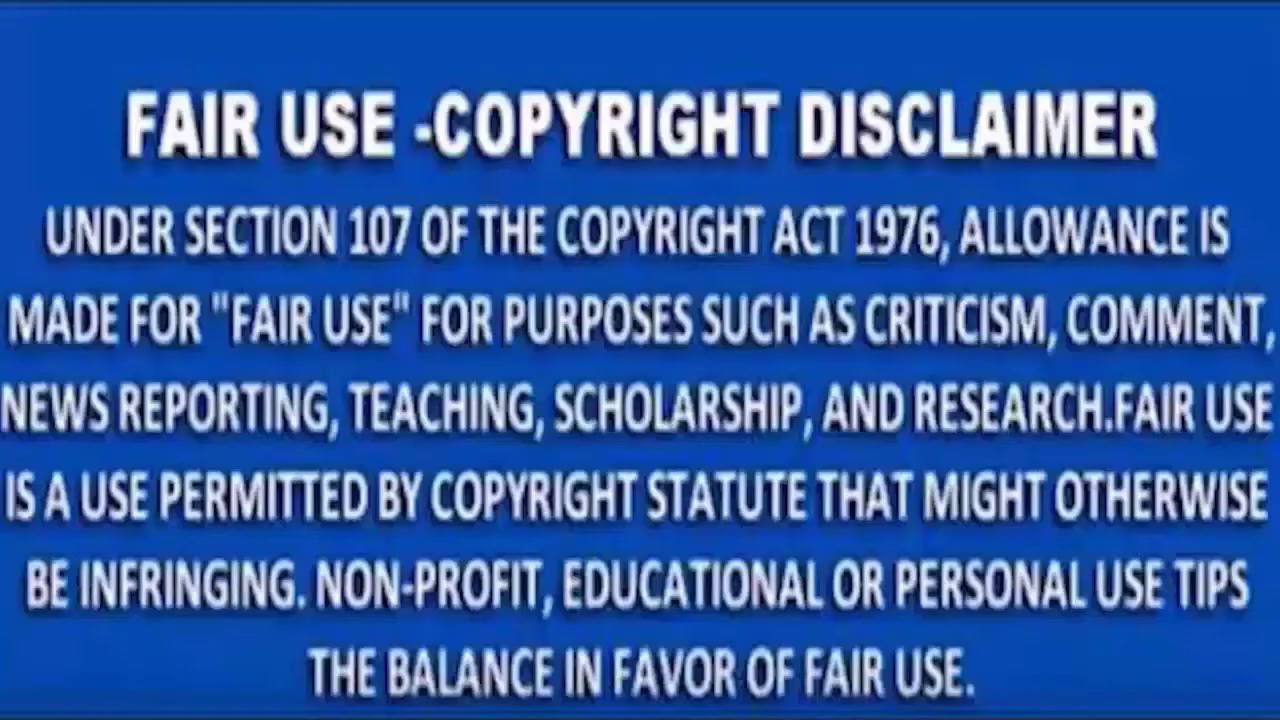 FAIR USE -COPYRIGHT DISCLAIMER
UNDER SECTION 107 OF THE COPYRIGHT ACT 1976, ALLOWANCE IS
MADE FOR "FAIR USE" FOR PURPOSES SUCH AS CRITICISM, COMMENT,
NEWS REPORTING, TEACHING, SCHOLARSHIP, AND RESEARCH.FAIR USE
IS A USE PERMITTED BY COPYRIGHT STATUTE THAT MIGHT OTHERWISE
BE INFRINGING. NON-PROFIT, EDUCATIONAL OR PERSONAL USE TIPS
THE BALANCE IN FAVOR OF FAIR USE.